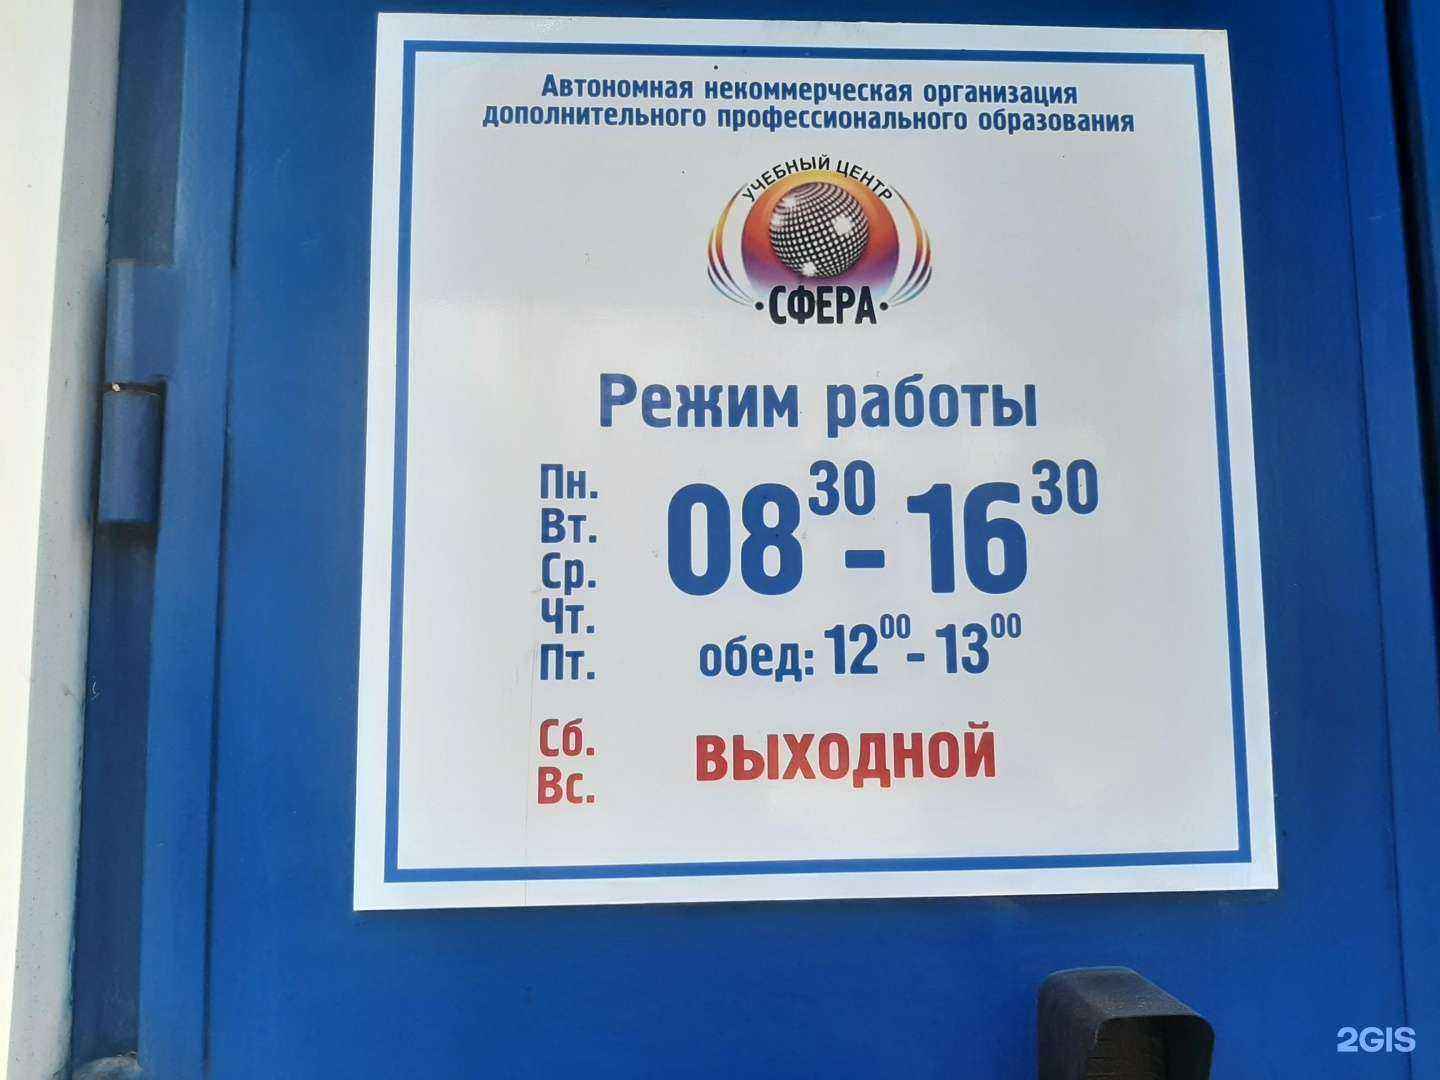 Автономная некоммерческая организация
дополнительного профессионального образования
УЧЕБНЫЙ ЦЕНТР
·СФЕРА·
Режим работы
Пн.
Вт.
Ср.
Чт.
Пт.
08³⁰ - 16³⁰
обед: 12⁰⁰ - 13⁰⁰
Сб.
Вс.
ВЫХОДНОЙ
2GIS